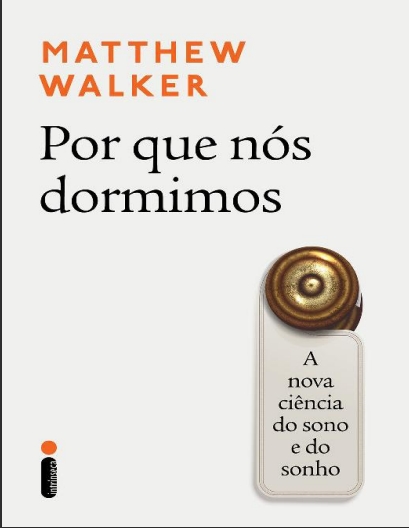 MATTHEW
WALKER
Por que nós
dormimos
A
nova
ciência
do sono
e do
sonho
intrínseca